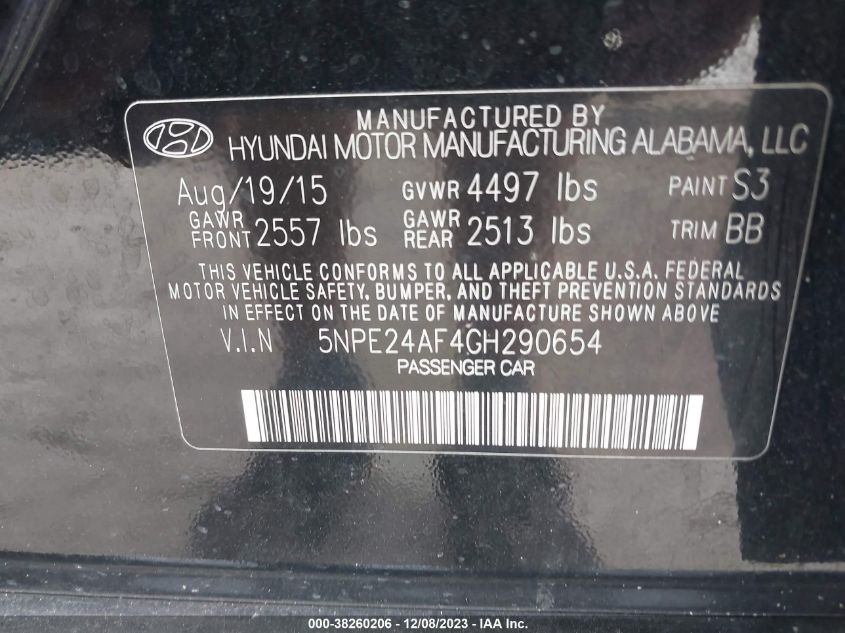 MANUFACTURED BY
HYUNDAI MOTOR MANUFACTURING ALABAMA, LLC
Aug/19/15 GVWR 4497 lbs PAINT S3
GAWR FRONT 2557 lbs GAWR REAR 2513 lbs TRIM BB
THIS VEHICLE CONFORMS TO ALL APPLICABLE U.S.A. FEDERAL
MOTOR VEHICLE SAFETY, BUMPER, AND THEFT PREVENTION STANDARDS
IN EFFECT ON THE DATE OF MANUFACTURE SHOWN ABOVE
V.I.N 5NPE24AF4GH290654
PASSENGER CAR
000-38260206 - 12/08/2023 - IAA Inc.